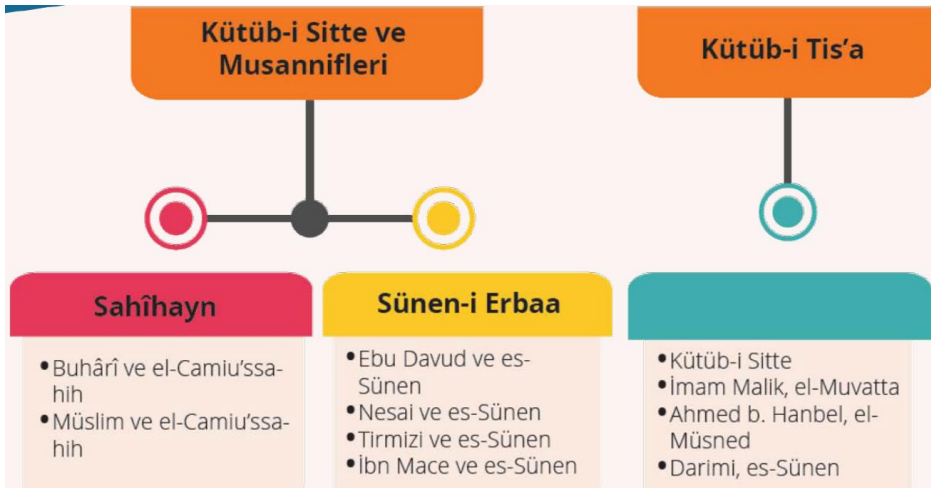 Kütüb-i Sitte ve
Musannifleri
Kütüb-i Tis’a
Sahîhayn
• Buhârî ve el-Camiu’ssa-
hih
• Müslim ve el-Camiu’ssa-
hih
Sünen-i Erbaa
• Ebu Davud ve es-
Sünen
• Nesai ve es-Sünen
• Tirmizi ve es-Sünen
• İbn Mace ve es-Sünen
• Kütüb-i Sitte
• İmam Malik, el-Muvatta
• Ahmed b. Hanbel, el-
Müsned
• Darimi, es-Sünen